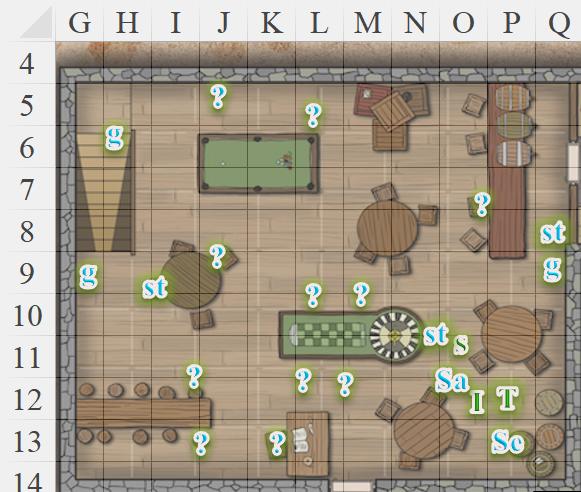 G H I J K L M N O P Q
4
5 ? ?
6 g
7 ?
8 st
9 g st ? g
10 ? ? st
11 S
12 ? ? ? Sa I T
13 ? ? Se
14